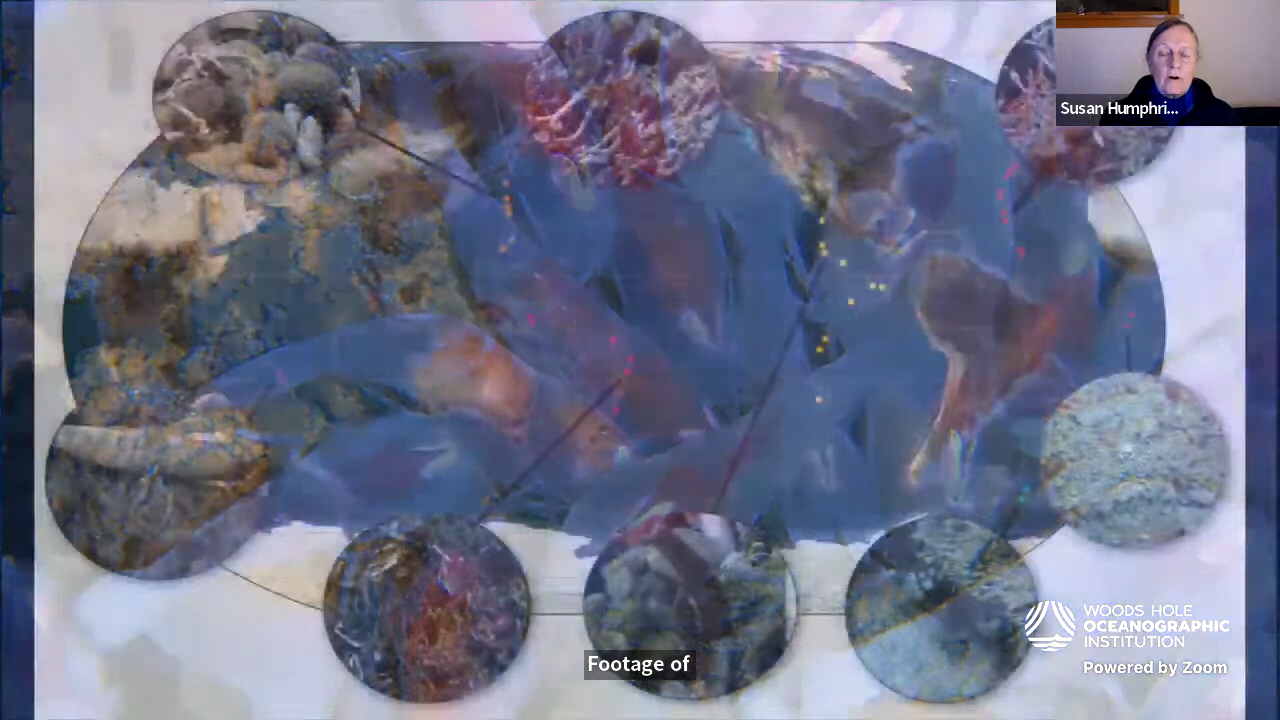 Susan Humphri...
WOODS HOLE
OCEANOGRAPHIC
INSTITUTION
Footage of
Powered by Zoom